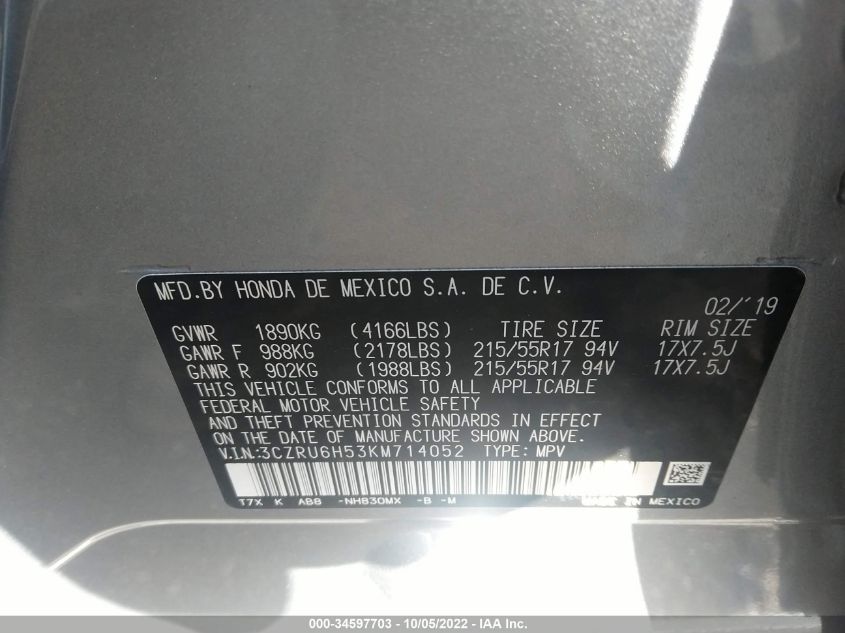 MFD.BY HONDA DE MEXICO S.A. DE C.V.
02/'19
GVWR 1890KG (4166LBS) TIRE SIZE RIM SIZE
GAWR F 988KG (2178LBS) 215/55R17 94V 17X7.5J
GAWR R 902KG (1988LBS) 215/55R17 94V 17X7.5J
THIS VEHICLE CONFORMS TO ALL APPLICABLE
FEDERAL MOTOR VEHICLE SAFETY
AND THEFT PREVENTION STANDARDS IN EFFECT
ON THE DATE OF MANUFACTURE SHOWN ABOVE.
V.I.N:3CZRU6H53KM714052 TYPE: MPV
T7X K AB8 -NH830MX -B -M MADE IN MEXICO
000-34597703 - 10/05/2022 - IAA Inc.